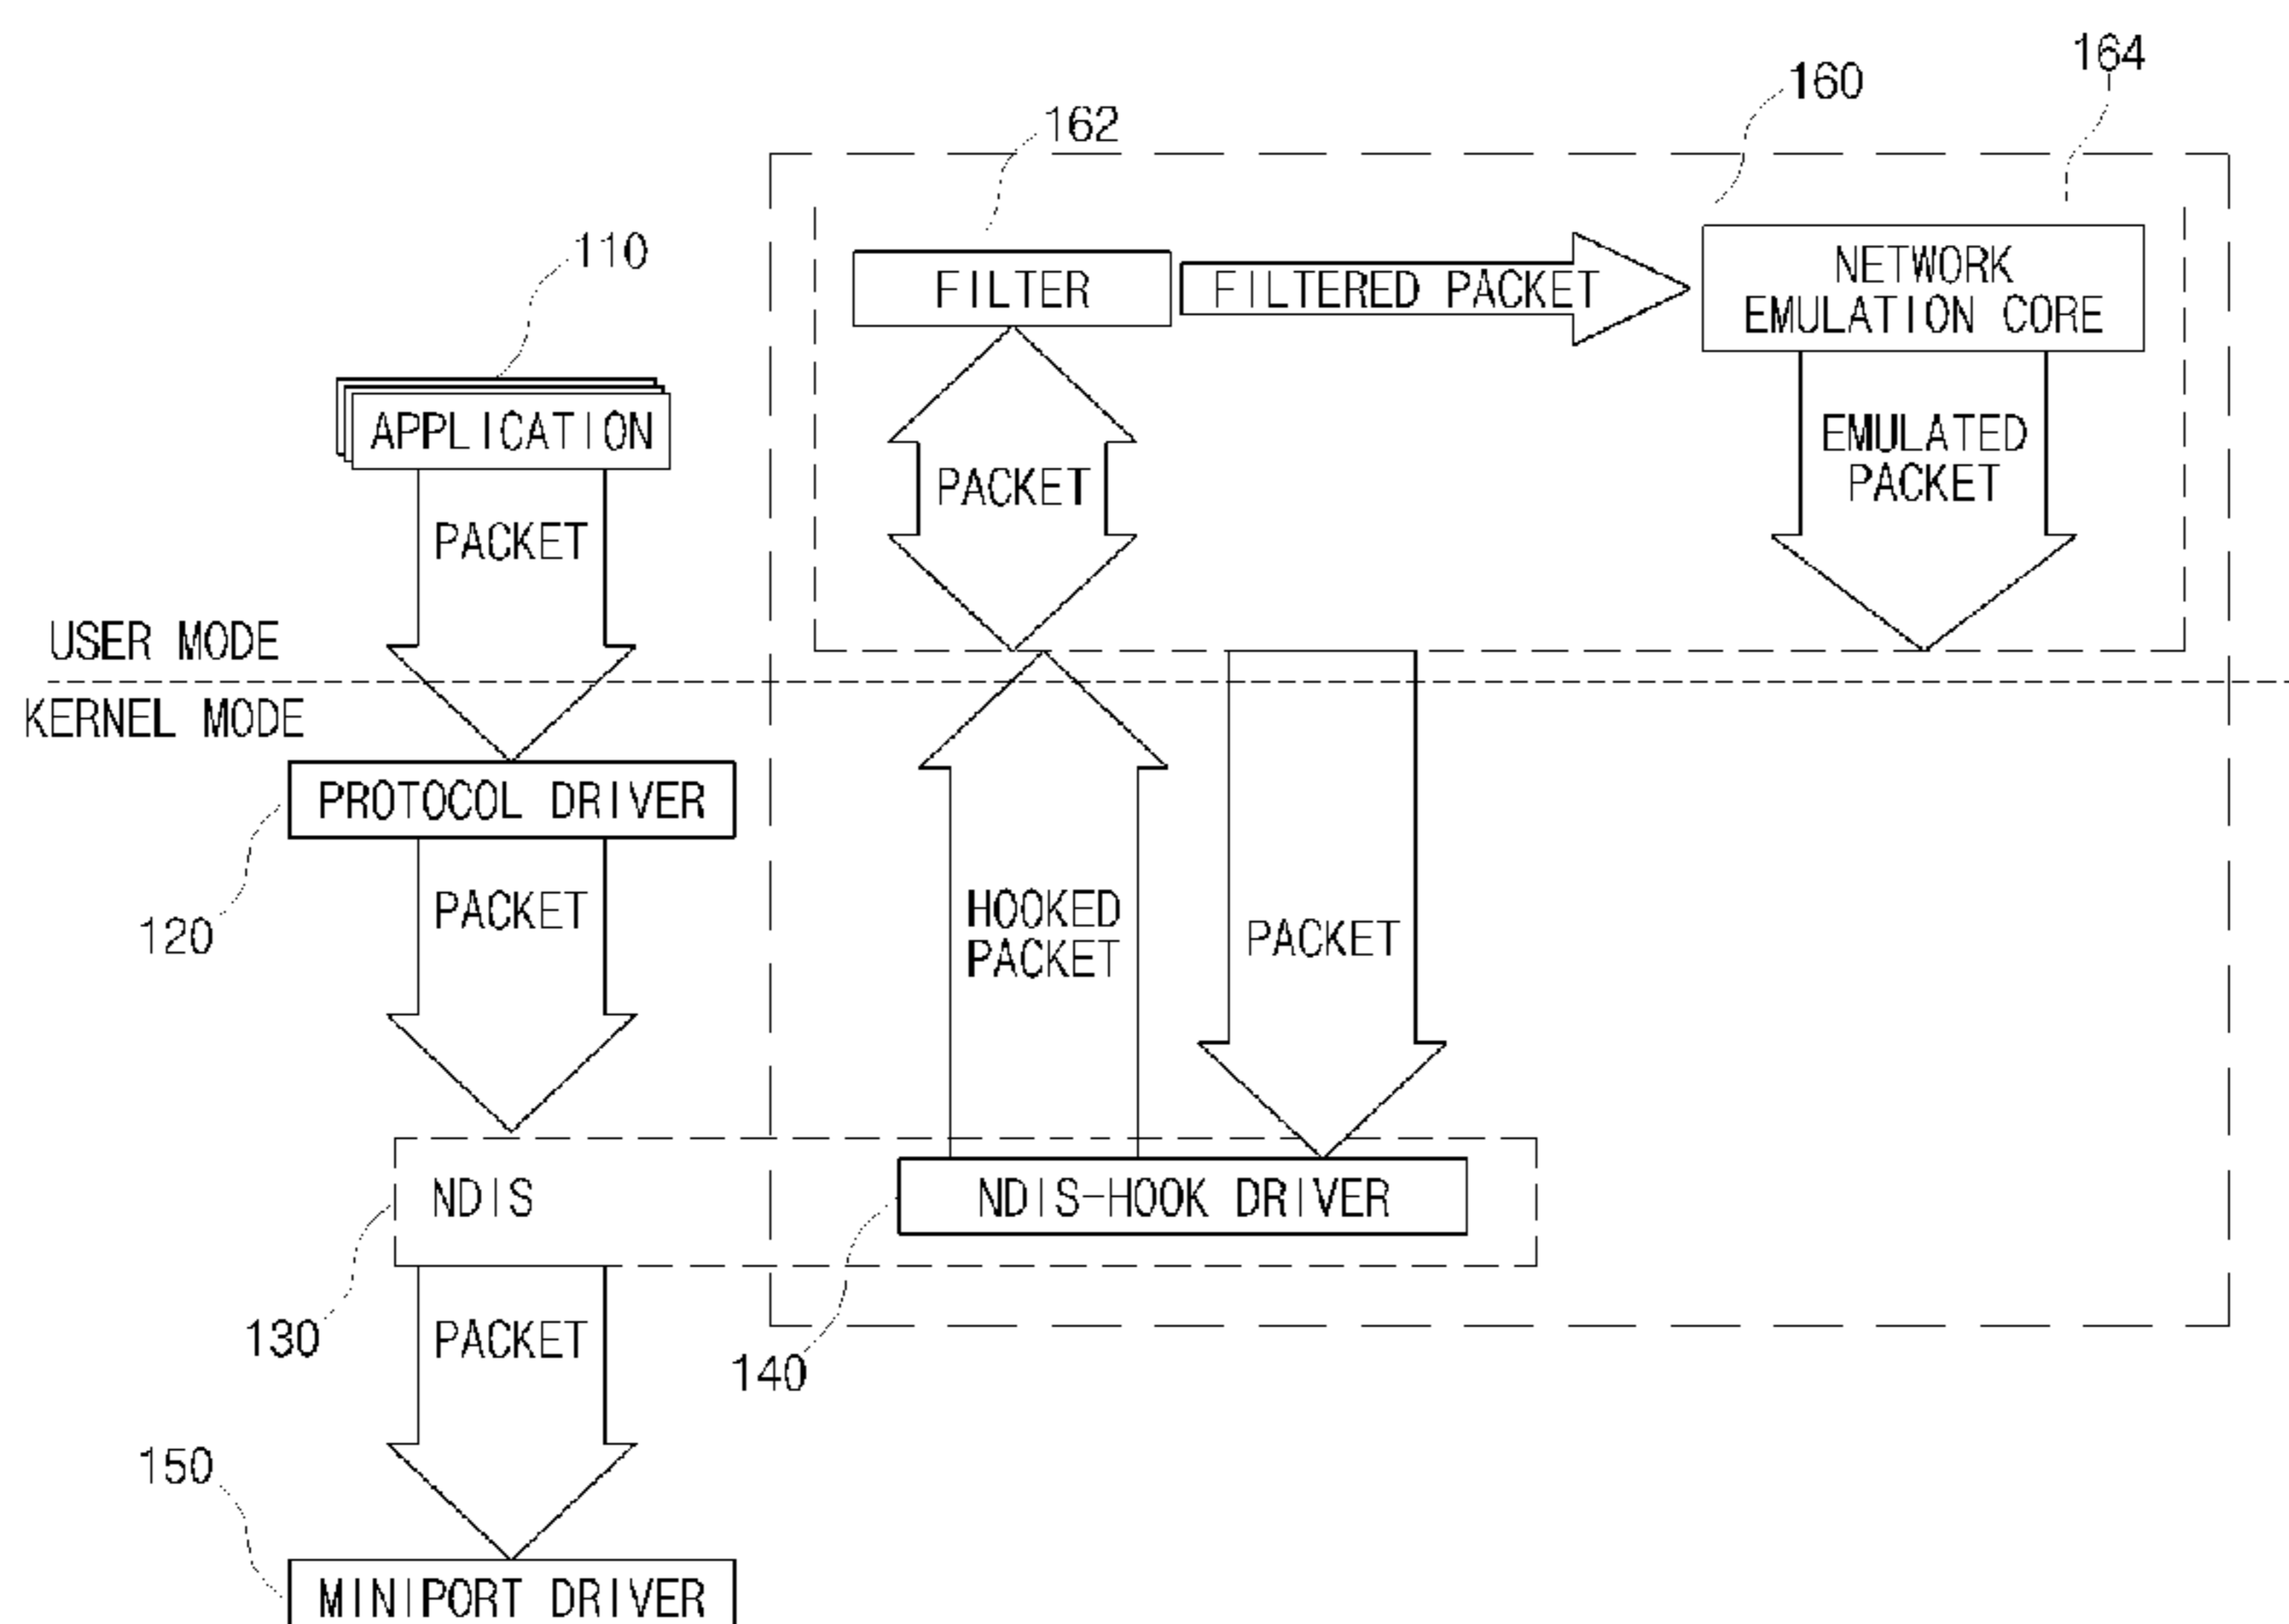 164
160
162
110
FILTER
FILTERED PACKET
NETWORK
EMULATION CORE
APPLICATION
EMULATED
PACKET
PACKET
PACKET
USER MODE
KERNEL MODE
PROTOCOL DRIVER
120
PACKET
HOOKED
PACKET
PACKET
NDIS
NDIS-HOOK DRIVER
130
PACKET
140
150
MINIPORT DRIVER